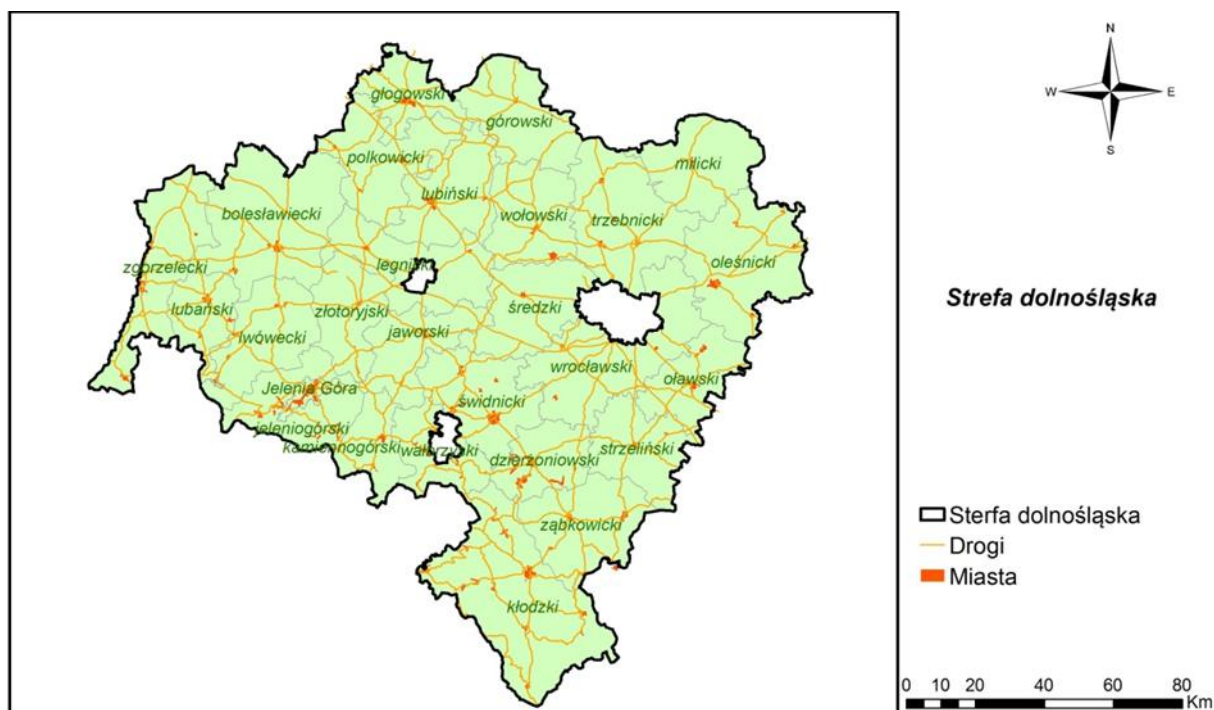 głogowski
górowski
polkowicki
milicki
lubiński
bolesławiecki
wołowski
trzebnicki
zgorzelecki
legnicki
oleśnicki
lubański
złotoryjski
średzki
lwówecki
jaworski
wrocławski
Jelenia Góra
oławski
świdnicki
jeleniogórski
kamiennogórski
wałbrzyski
dzierżoniowski
strzeliński
ząbkowicki
kłodzki
N
W
E
S
Strefa dolnośląska
Sterfa dolnośląska
Drogi
Miasta
0 10 20 40 60 80
Km